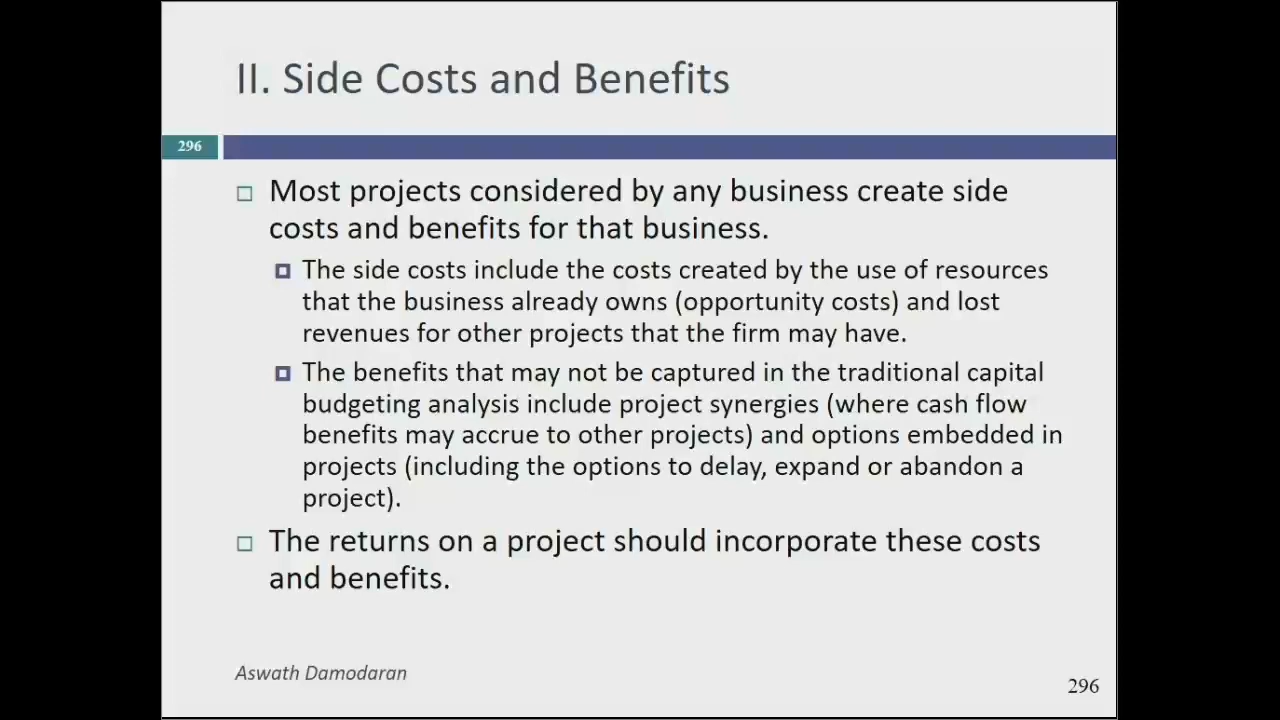 II. Side Costs and Benefits
296
Most projects considered by any business create side
costs and benefits for that business.
The side costs include the costs created by the use of resources
that the business already owns (opportunity costs) and lost
revenues for other projects that the firm may have.
The benefits that may not be captured in the traditional capital
budgeting analysis include project synergies (where cash flow
benefits may accrue to other projects) and options embedded in
projects (including the options to delay, expand or abandon a
project).
The returns on a project should incorporate these costs
and benefits.
Aswath Damodaran
296